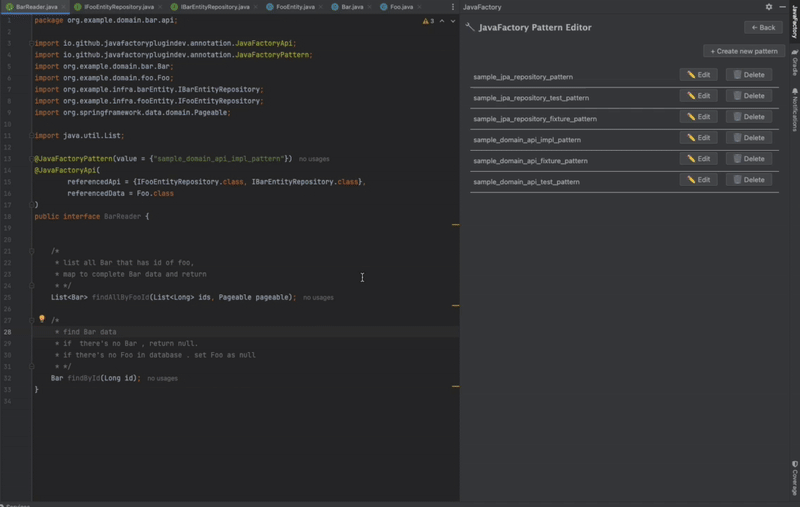 BarReader.java
IFooEntityRepository.java
IBarEntityRepository.java
FooEntity.java
Bar.java
Foo.java
1 package org.example.domain.bar.api;
3
2
3 import io.github.javafactoryplugindev.annotation.JavaFactoryApi;
4 import io.github.javafactoryplugindev.annotation.JavaFactoryPattern;
5 import org.example.domain.bar.Bar;
6 import org.example.domain.foo.Foo;
7 import org.example.infra.barEntity.IBarEntityRepository;
8 import org.example.infra.fooEntity.IFooEntityRepository;
9 import org.springframework.data.domain.Pageable;
10
11 import java.util.List;
12
13 @JavaFactoryPattern(value = {"sample_domain_api_impl_pattern"}) no usages
14 @JavaFactoryApi(
15 referencedApi = {IFooEntityRepository.class, IBarEntityRepository.class},
16 referencedData = Foo.class
17 )
18 public interface BarReader {
19
20
21 /*
22 * list all Bar that has id of foo,
23 * map to complete Bar data and return
24 * */
25 List<Bar> findAllByFooId(List<Long> ids, Pageable pageable); no usages
26
27 /*
28 * find Bar data
29 * if there's no Bar , return null.
30 * if there's no Foo in database . set Foo as null
31 * */
32 Bar findById(Long id); no usages
33 }
34
JavaFactory
JavaFactory Pattern Editor
← Back
+ Create new pattern
sample_jpa_repository_pattern Edit Delete
sample_jpa_repository_test_pattern Edit Delete
sample_jpa_repository_fixture_pattern Edit Delete
sample_domain_api_impl_pattern Edit Delete
sample_domain_api_fixture_pattern Edit Delete
sample_domain_api_test_pattern Edit Delete
JavaFactory
Gradle
Notifications
Coverage